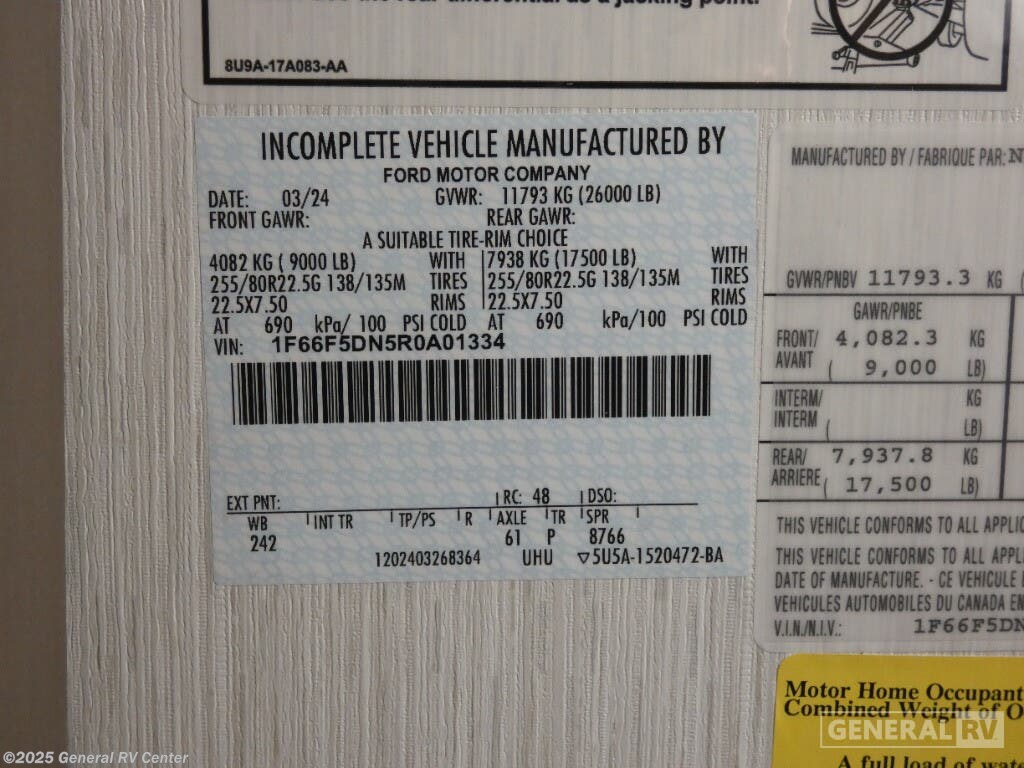 jacking point.
8U9A-17A083-AA
INCOMPLETE VEHICLE MANUFACTURED BY
FORD MOTOR COMPANY
DATE: 03/24 GVWR: 11793 KG (26000 LB)
FRONT GAWR: REAR GAWR:
A SUITABLE TIRE-RIM CHOICE
4082 KG ( 9000 LB) WITH 7938 KG (17500 LB) WITH
255/80R22.5G 138/135M TIRES 255/80R22.5G 138/135M TIRES
22.5X7.50 RIMS 22.5X7.50 RIMS
AT 690 kPa/ 100 PSI COLD AT 690 kPa/100 PSI COLD
VIN: 1F66F5DN5R0A01334
EXT PNT: RC: 48 DSO:
WB INT TR TP/PS R AXLE TR SPR
242 61 P 8766
1202403268364 UHU ▽5U5A-1520472-BA
MANUFACTURED BY / FABRIQUE PAR: N
GVWR/PNBV 11793.3 KG (
GAWR/PNBE
FRONT/ 4,082.3 KG
AVANT ( 9,000 LB)
INTERM/ KG
INTERM ( LB)
REAR/ 7,937.8 KG
ARRIERE ( 17,500 LB)
THIS VEHICLE CONFORMS TO ALL APPLIC
THIS VEHICLE CONFORMS TO ALL APPL
DATE OF MANUFACTURE. - CE VEHICULE
VEHICULES AUTOMOBILES DU CANADA EN
V.I.N./N.I.V.: 1F66F5DN
Motor Home Occupant
Combined Weight of O
A full load of wate
GENERAL RV
©2025 General RV Center